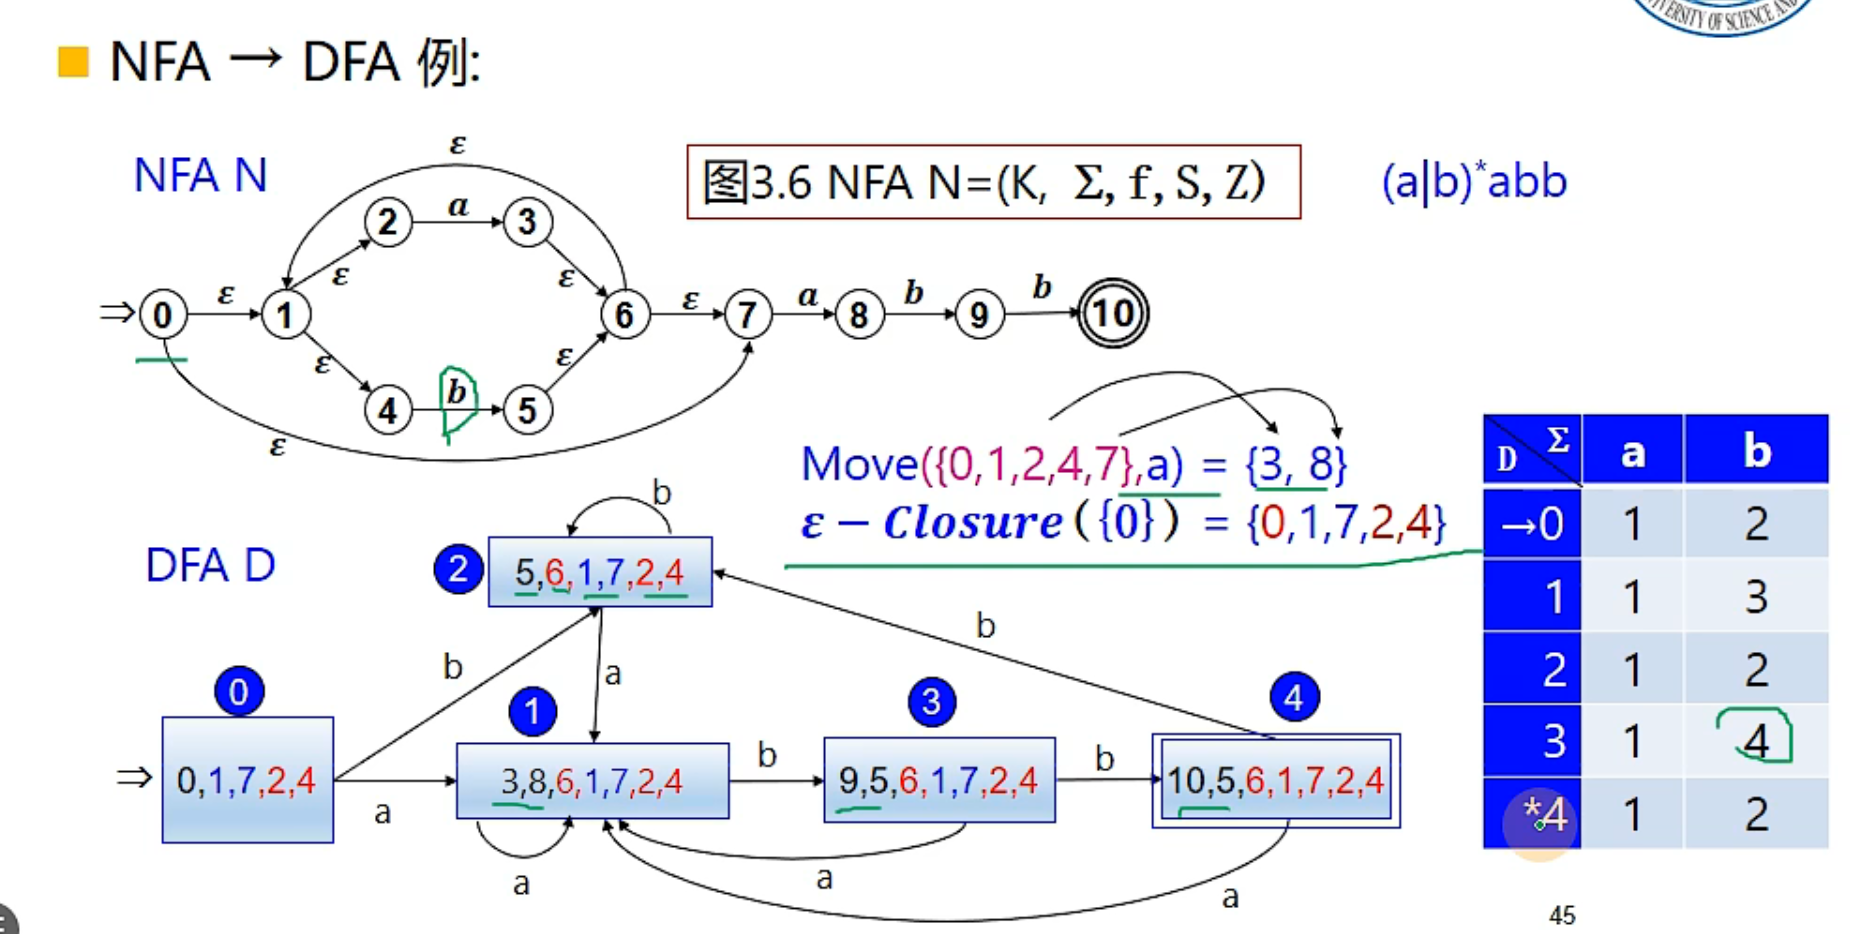 UNIVERSITY OF SCIENCE AND
NFA → DFA 例:
NFA N
图3.6 NFA N=(K, Σ, f, S, Z)
(a|b)*abb
ε
2 a 3
ε ε
0 ε 1 6 ε 7 a 8 b 9 b 10
ε ε
4 b 5
ε
Move({0,1,2,4,7},a) = {3, 8}
ε − Closure({0}) = {0,1,7,2,4}
D Σ a b
→0 1 2
1 1 3
2 1 2
3 1 4
*4 1 2
DFA D
b
2 5,6,1,7,2,4
b
b a
0 1 3 4
⇒ 0,1,7,2,4 a 3,8,6,1,7,2,4 b 9,5,6,1,7,2,4 b 10,5,6,1,7,2,4
a a a
45